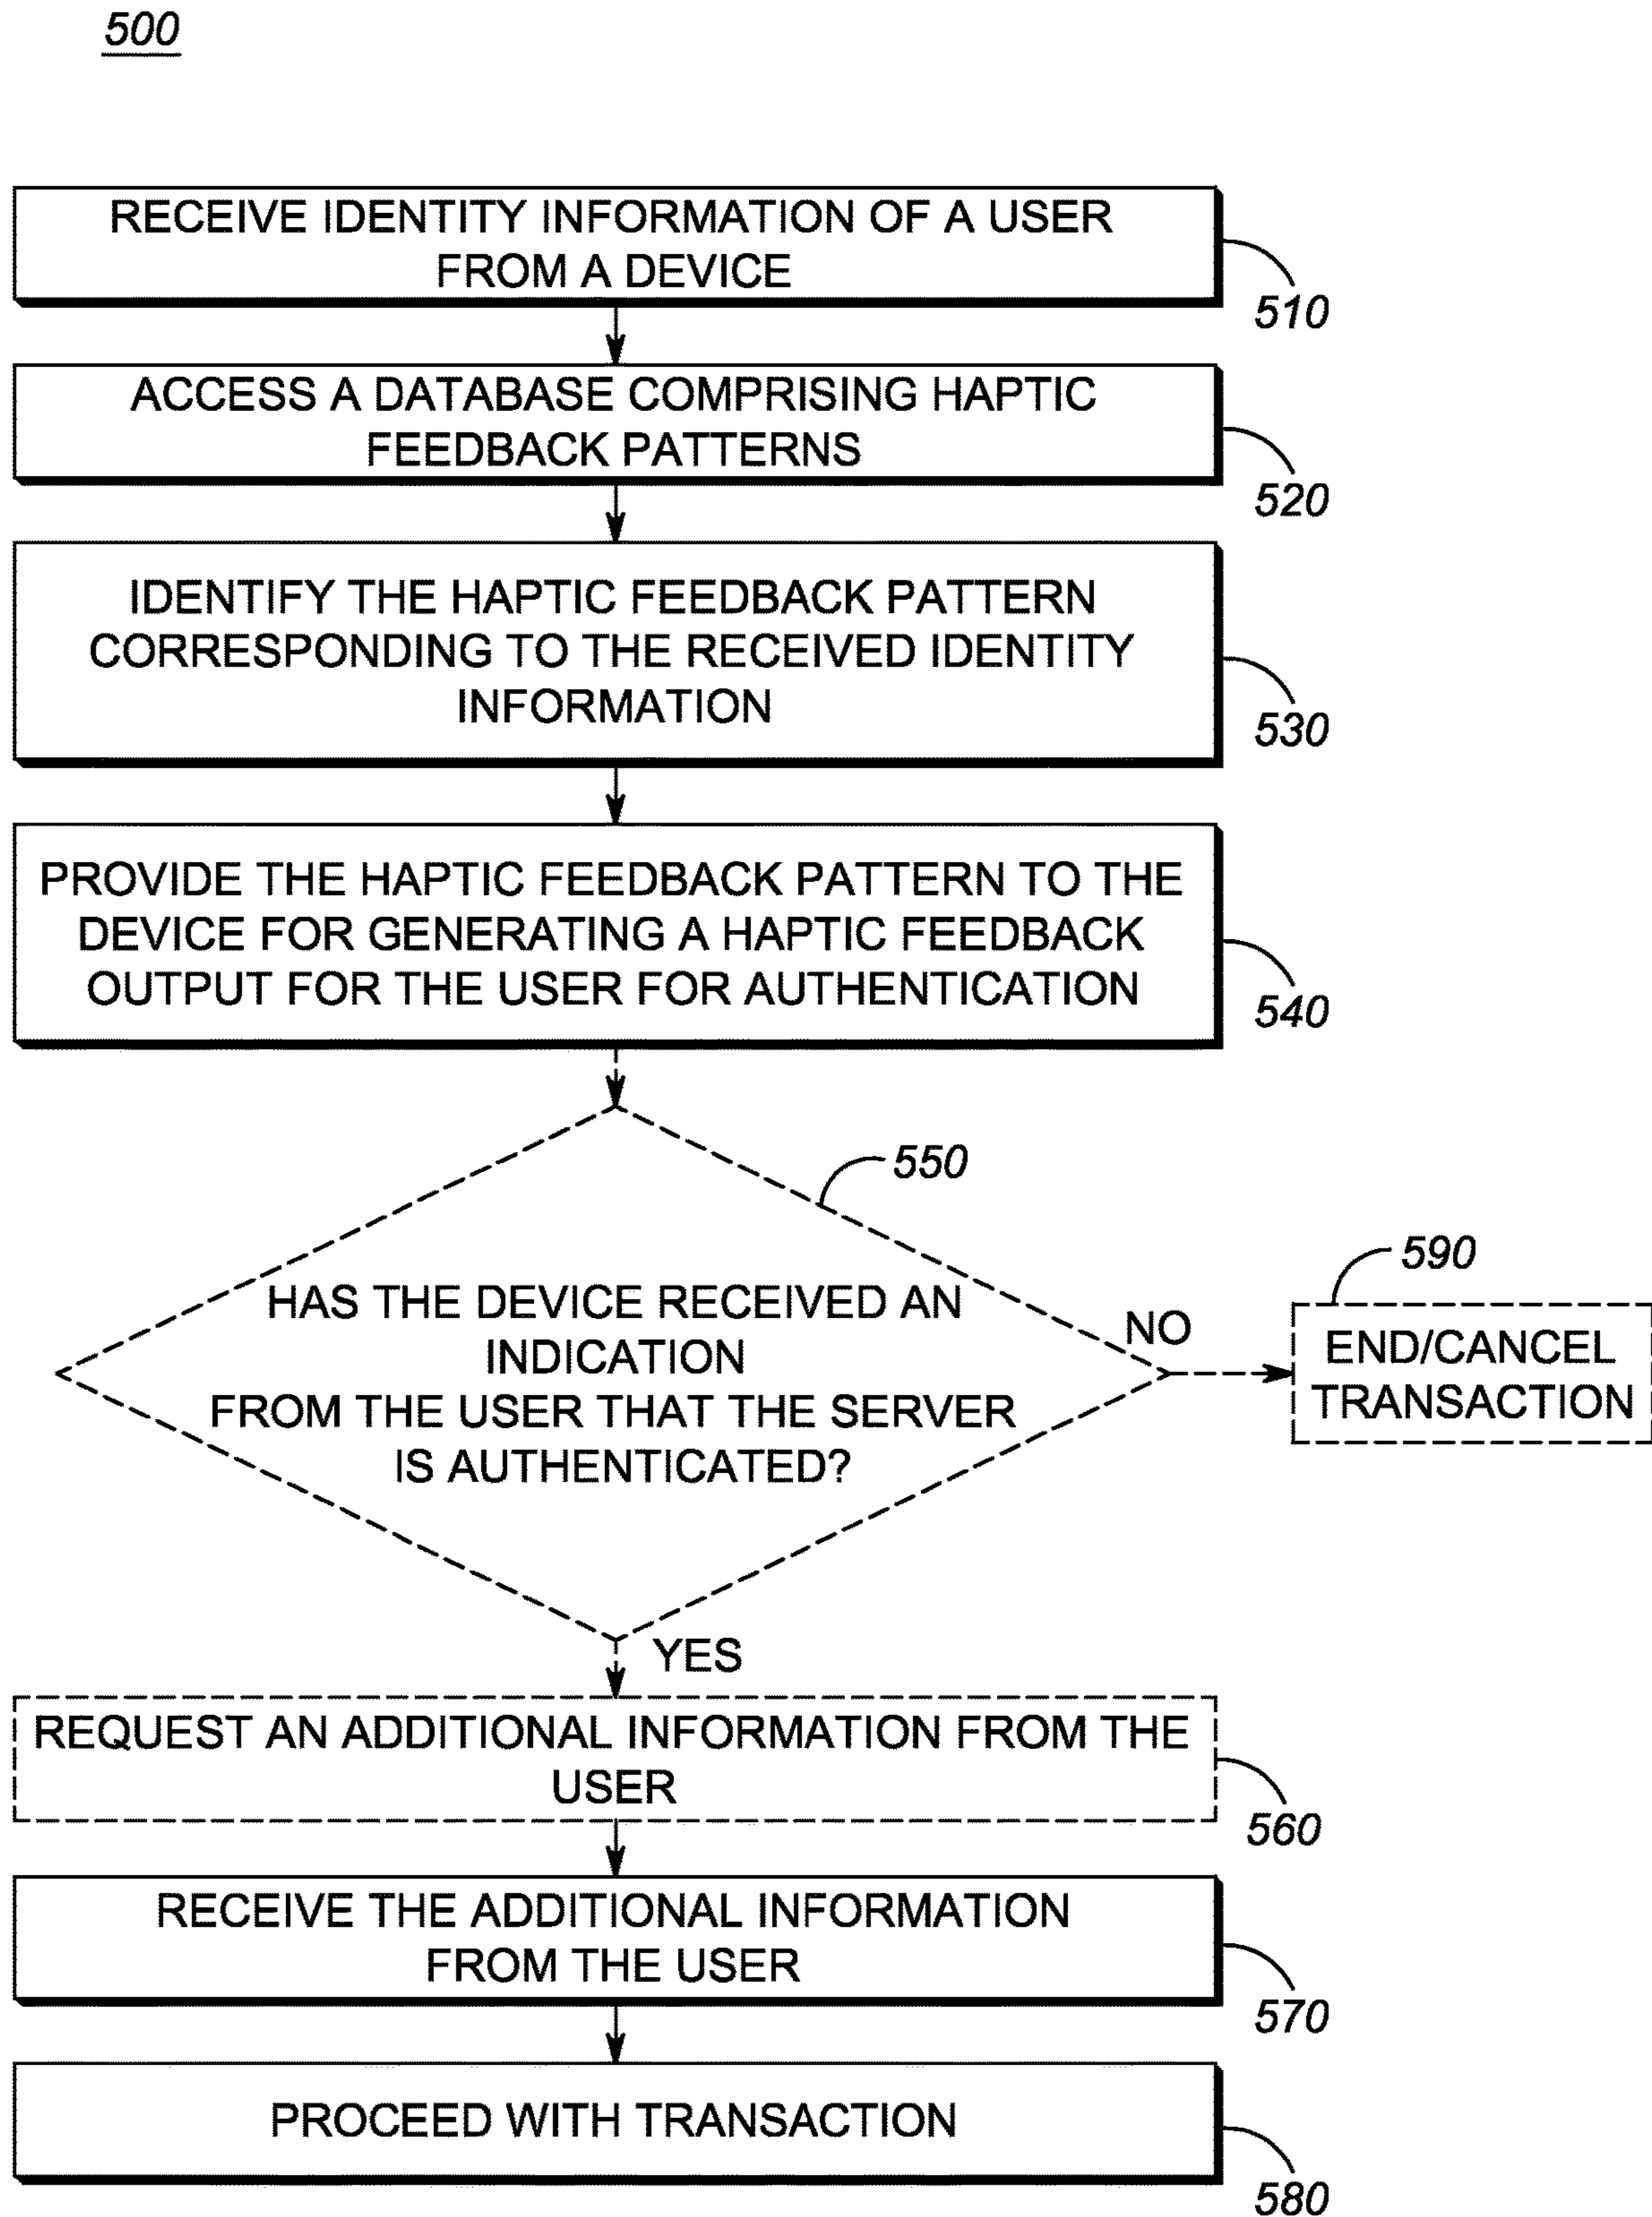 500
RECEIVE IDENTITY INFORMATION OF A USER
FROM A DEVICE
510
ACCESS A DATABASE COMPRISING HAPTIC
FEEDBACK PATTERNS
520
IDENTIFY THE HAPTIC FEEDBACK PATTERN
CORRESPONDING TO THE RECEIVED IDENTITY
INFORMATION
530
PROVIDE THE HAPTIC FEEDBACK PATTERN TO THE
DEVICE FOR GENERATING A HAPTIC FEEDBACK
OUTPUT FOR THE USER FOR AUTHENTICATION
540
550
HAS THE DEVICE RECEIVED AN
INDICATION
FROM THE USER THAT THE SERVER
IS AUTHENTICATED?
NO
590
END/CANCEL
TRANSACTION
YES
REQUEST AN ADDITIONAL INFORMATION FROM THE
USER
560
RECEIVE THE ADDITIONAL INFORMATION
FROM THE USER
570
PROCEED WITH TRANSACTION
580